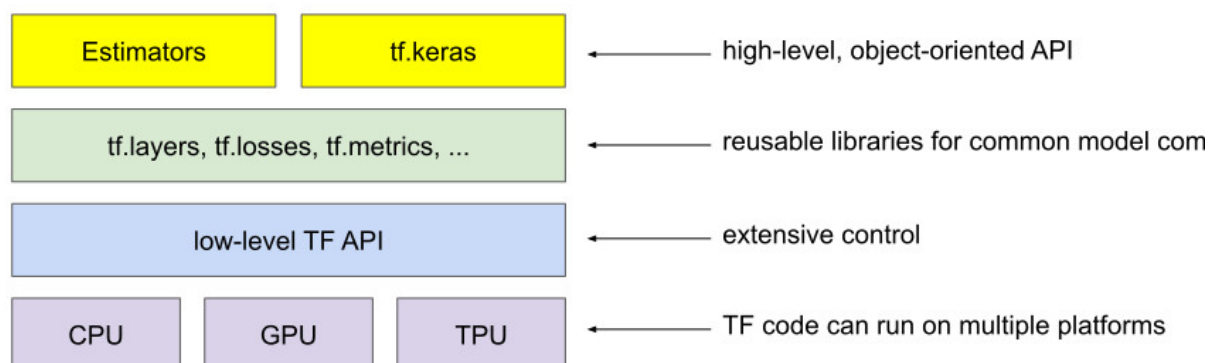 Estimators tf.keras high-level, object-oriented API
tf.layers, tf.losses, tf.metrics, ... reusable libraries for common model com
low-level TF API extensive control
CPU GPU TPU TF code can run on multiple platforms